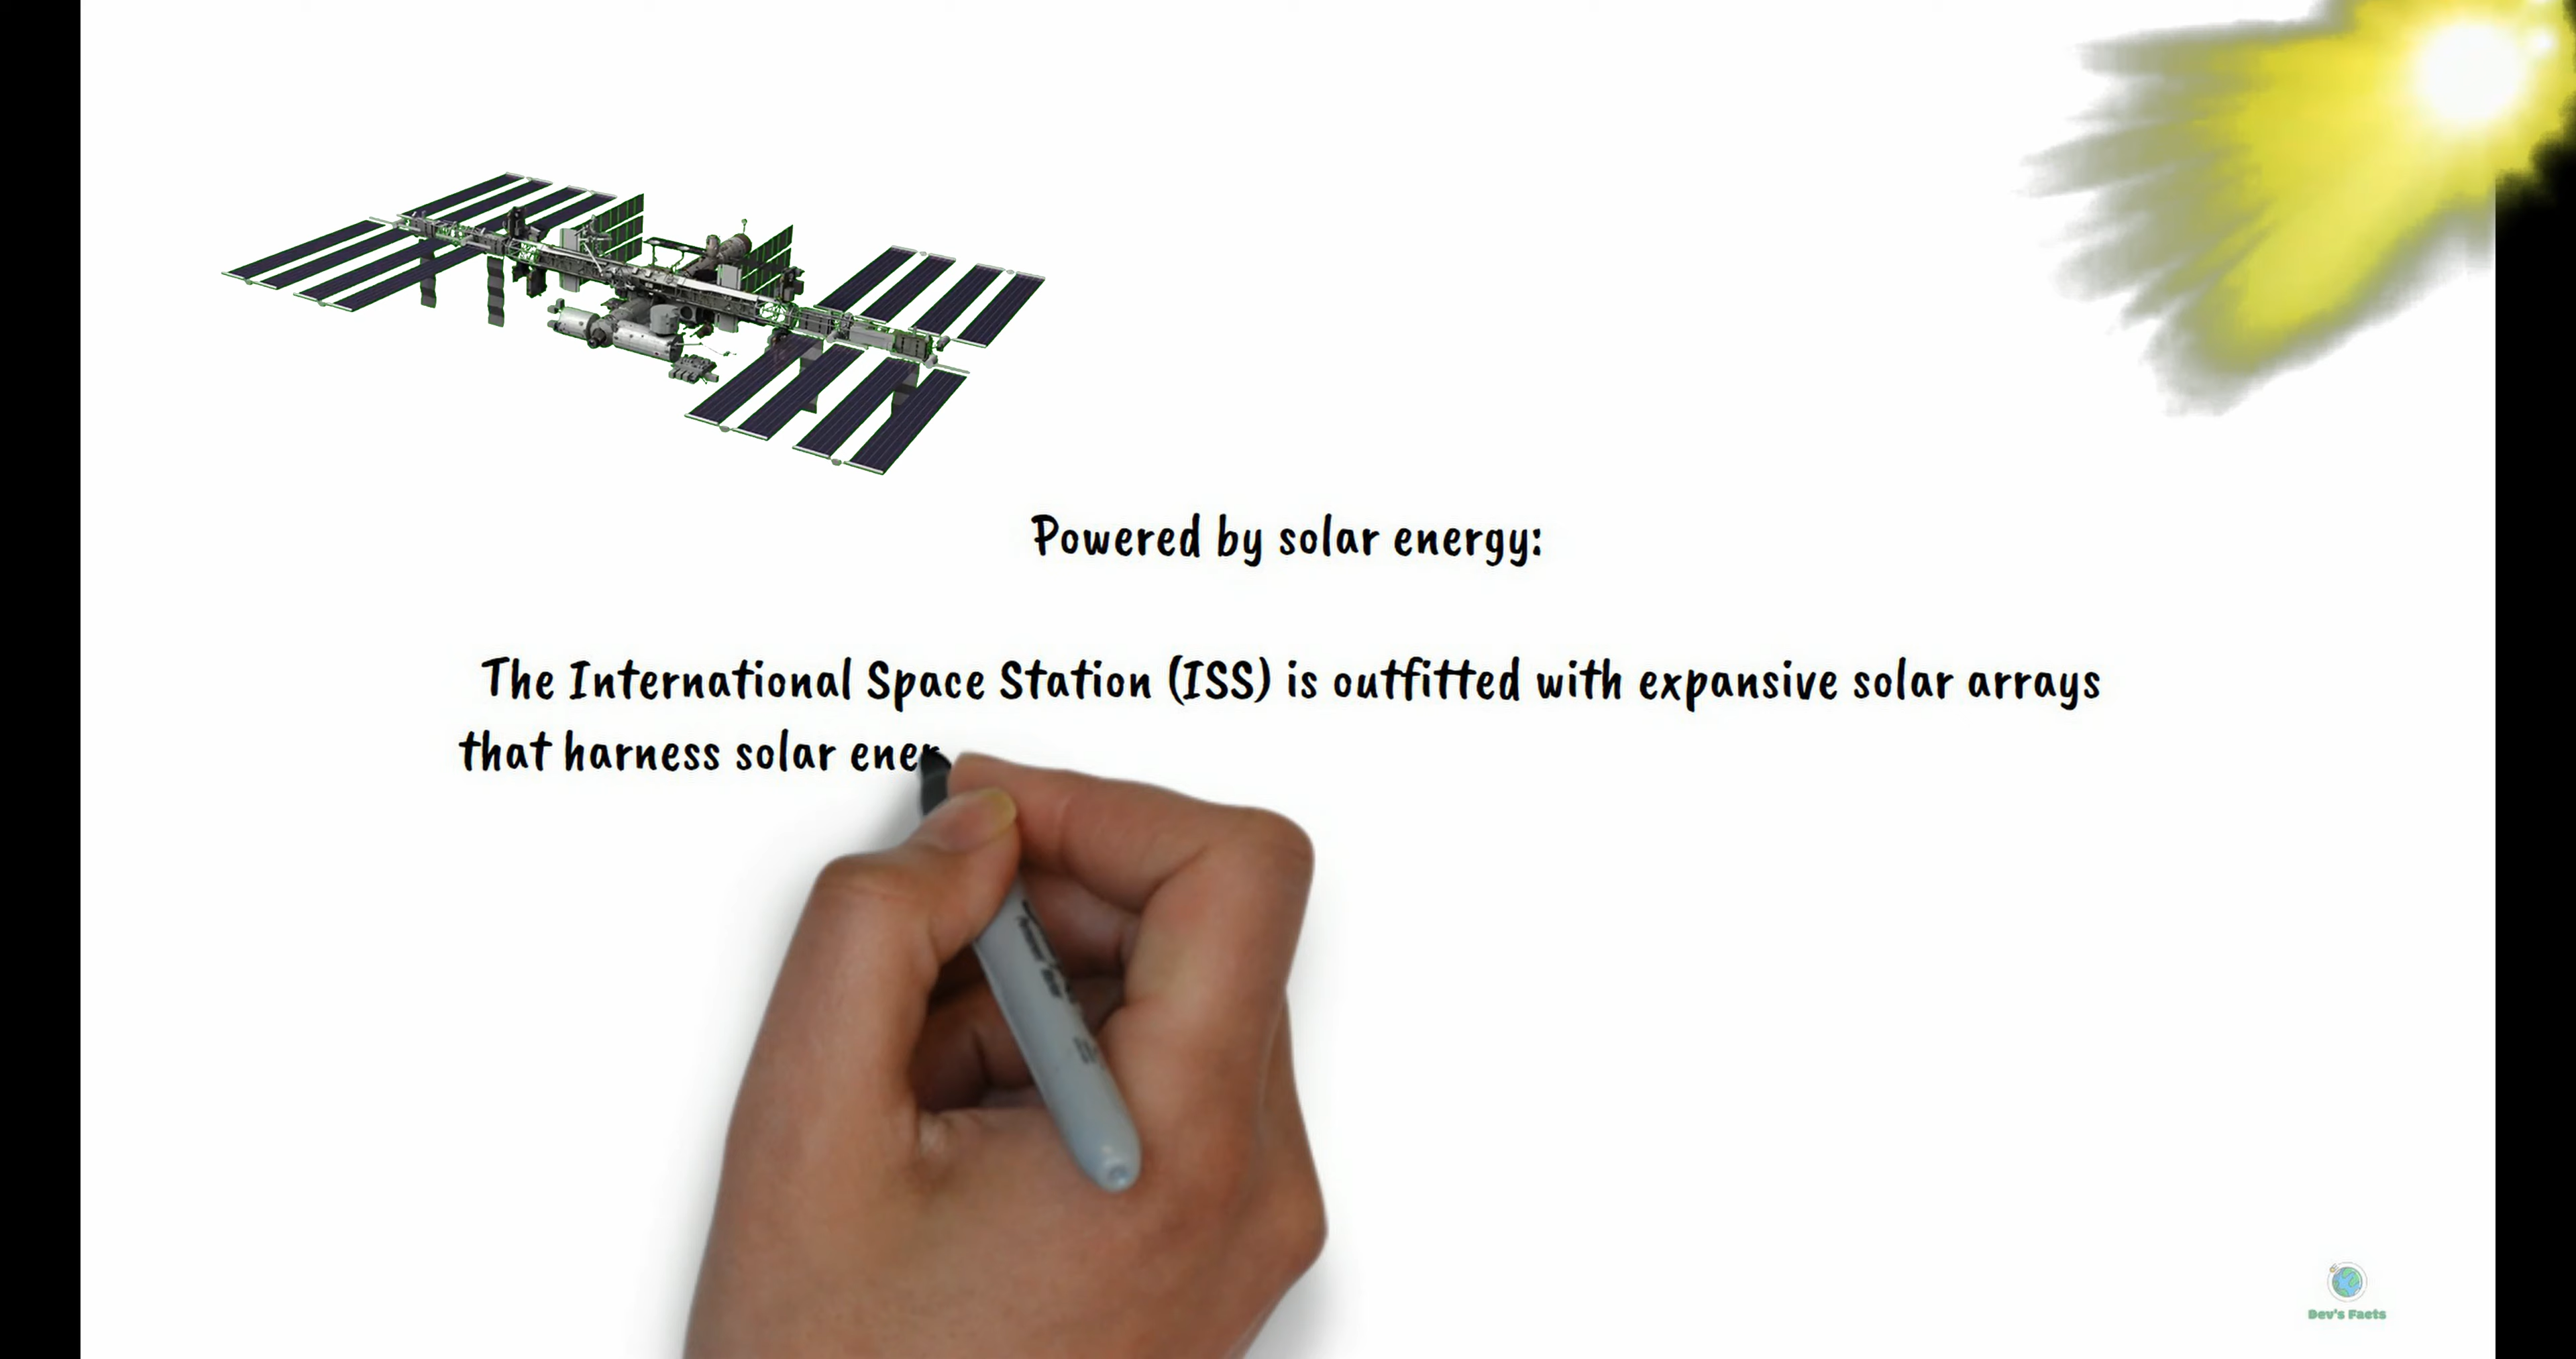 Powered by solar energy:
The International Space Station (ISS) is outfitted with expansive solar arrays
that harness solar ener
Dev's Facts